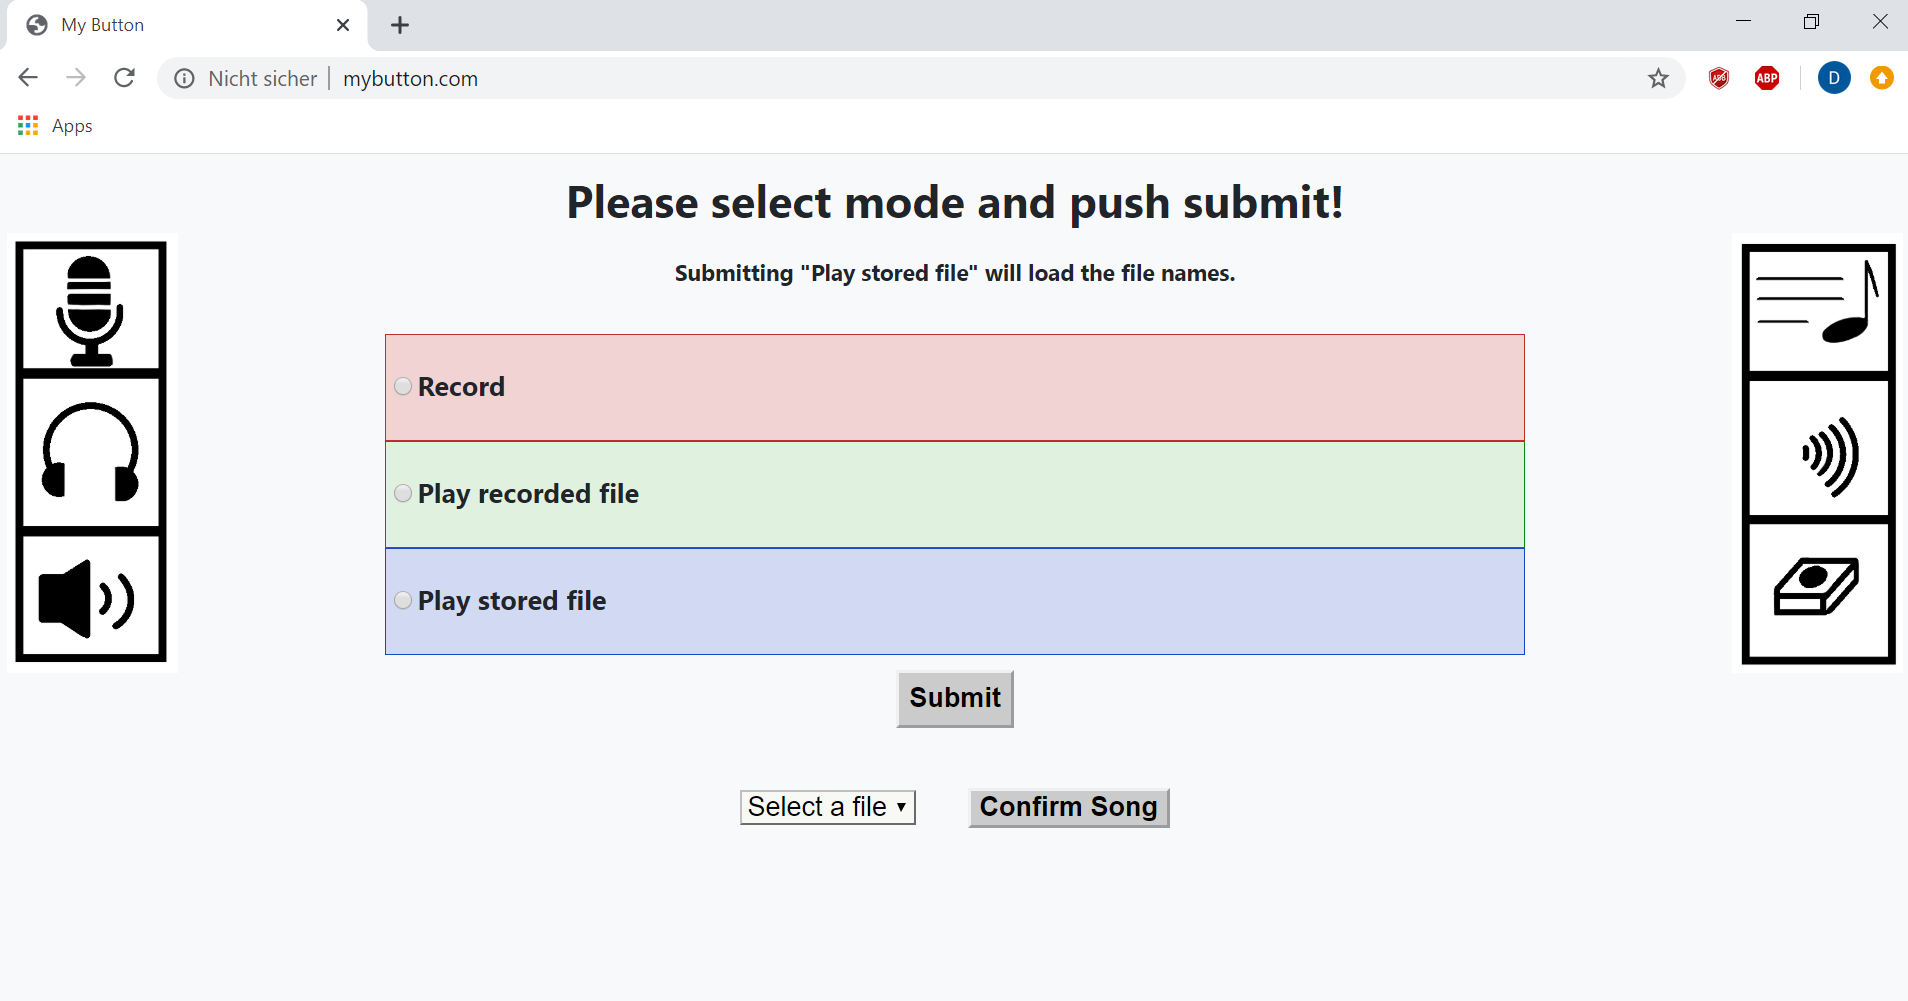 My Button
Nicht sicher | mybutton.com
ABP
D
Apps
Please select mode and push submit!
Submitting "Play stored file" will load the file names.
Record
Play recorded file
Play stored file
Submit
Select a file
Confirm Song